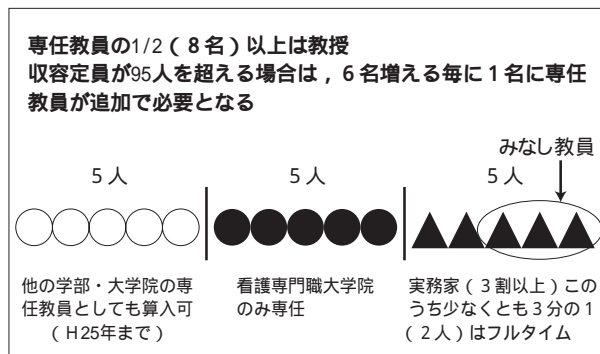 専任教員の1/2(8名)以上は教授
収容定員が95人を超える場合は,6名増える毎に1名に専任
教員が追加で必要となる
みなし教員
5人
5人
5人
他の学部・大学院の専
任教員としても算入可
(H25年まで)
看護専門職大学院
のみ専任
実務家(3割以上)この
うち少なくとも3分の1
(2人)はフルタイム